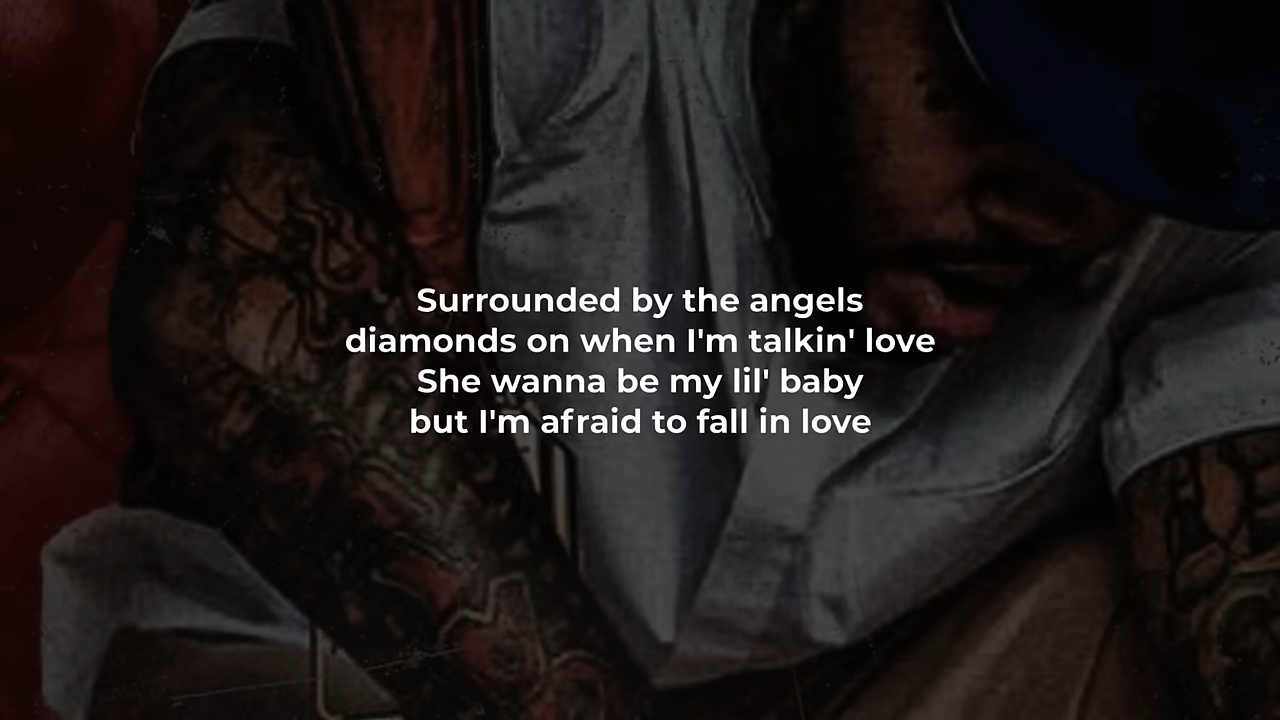 Surrounded by the angels
diamonds on when I'm talkin' love
She wanna be my lil' baby
but I'm afraid to fall in love